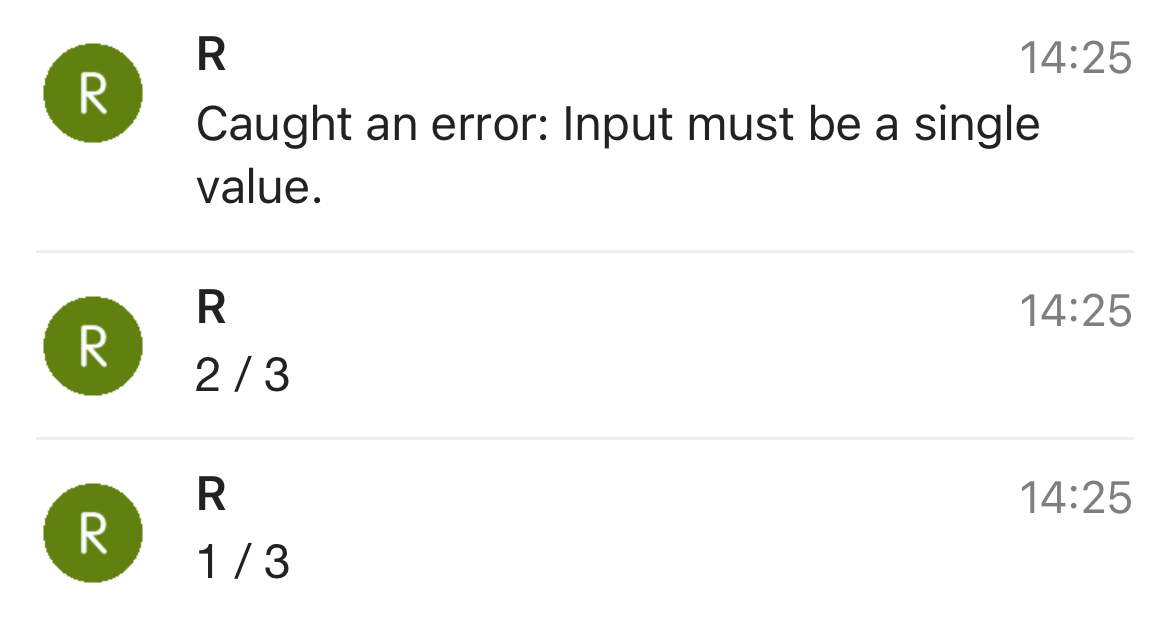 R
R 14:25
Caught an error: Input must be a single
value.
R
R 14:25
2 / 3
R
R 14:25
1 / 3